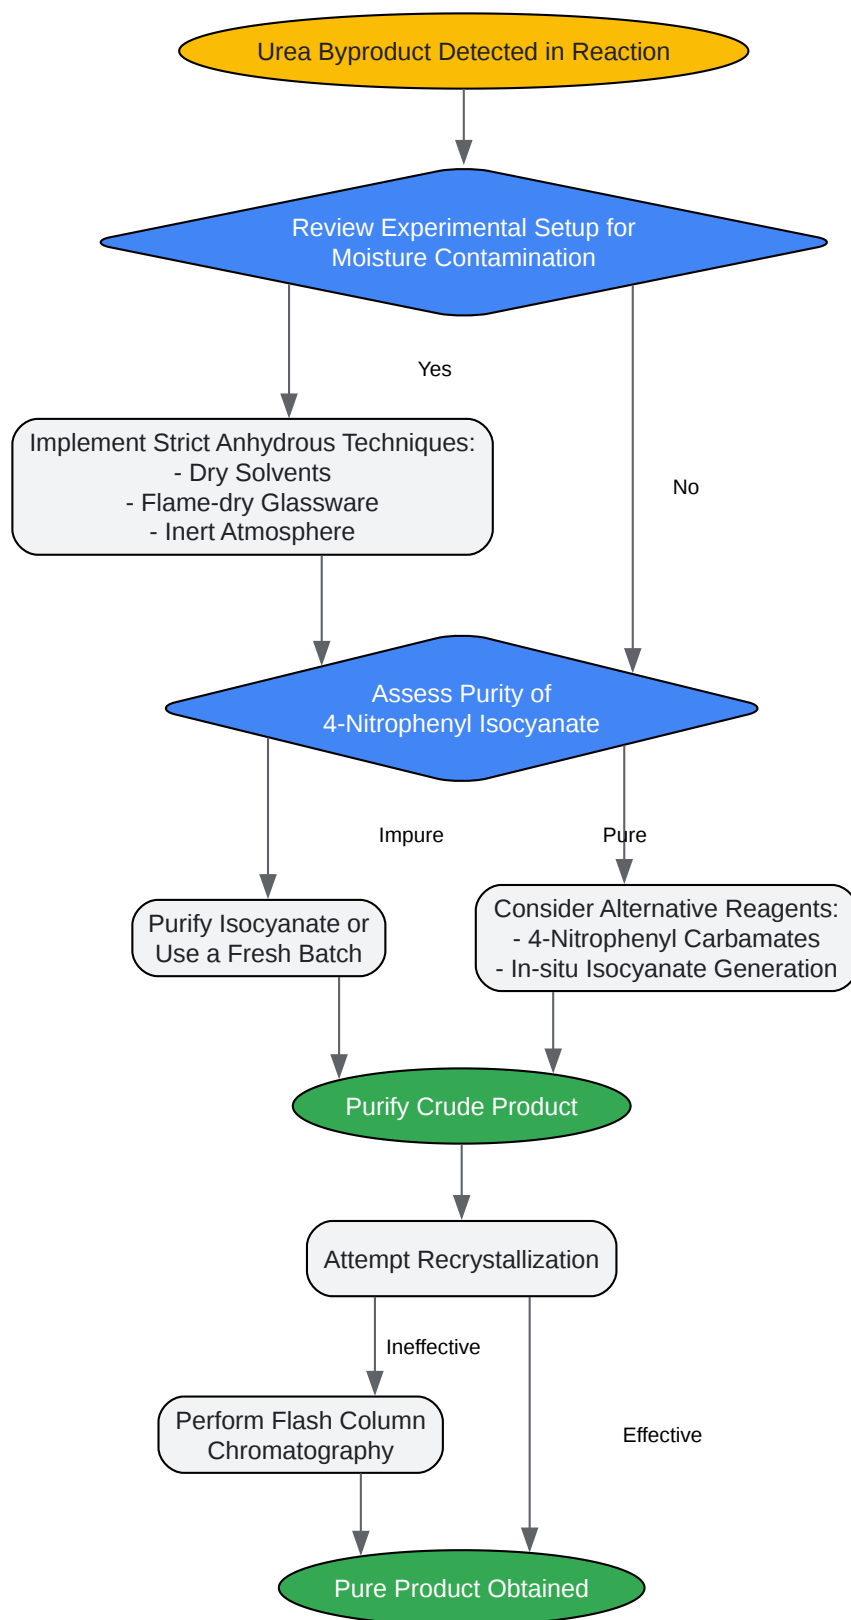 Urea Byproduct Detected in Reaction
Review Experimental Setup for
Moisture Contamination
Yes
Implement Strict Anhydrous Techniques:
- Dry Solvents
- Flame-dry Glassware
- Inert Atmosphere
No
Assess Purity of
4-Nitrophenyl Isocyanate
Impure
Pure
Purify Isocyanate or
Use a Fresh Batch
Consider Alternative Reagents:
- 4-Nitrophenyl Carbamates
- In-situ Isocyanate Generation
Purify Crude Product
Attempt Recrystallization
Ineffective
Perform Flash Column
Chromatography
Effective
Pure Product Obtained